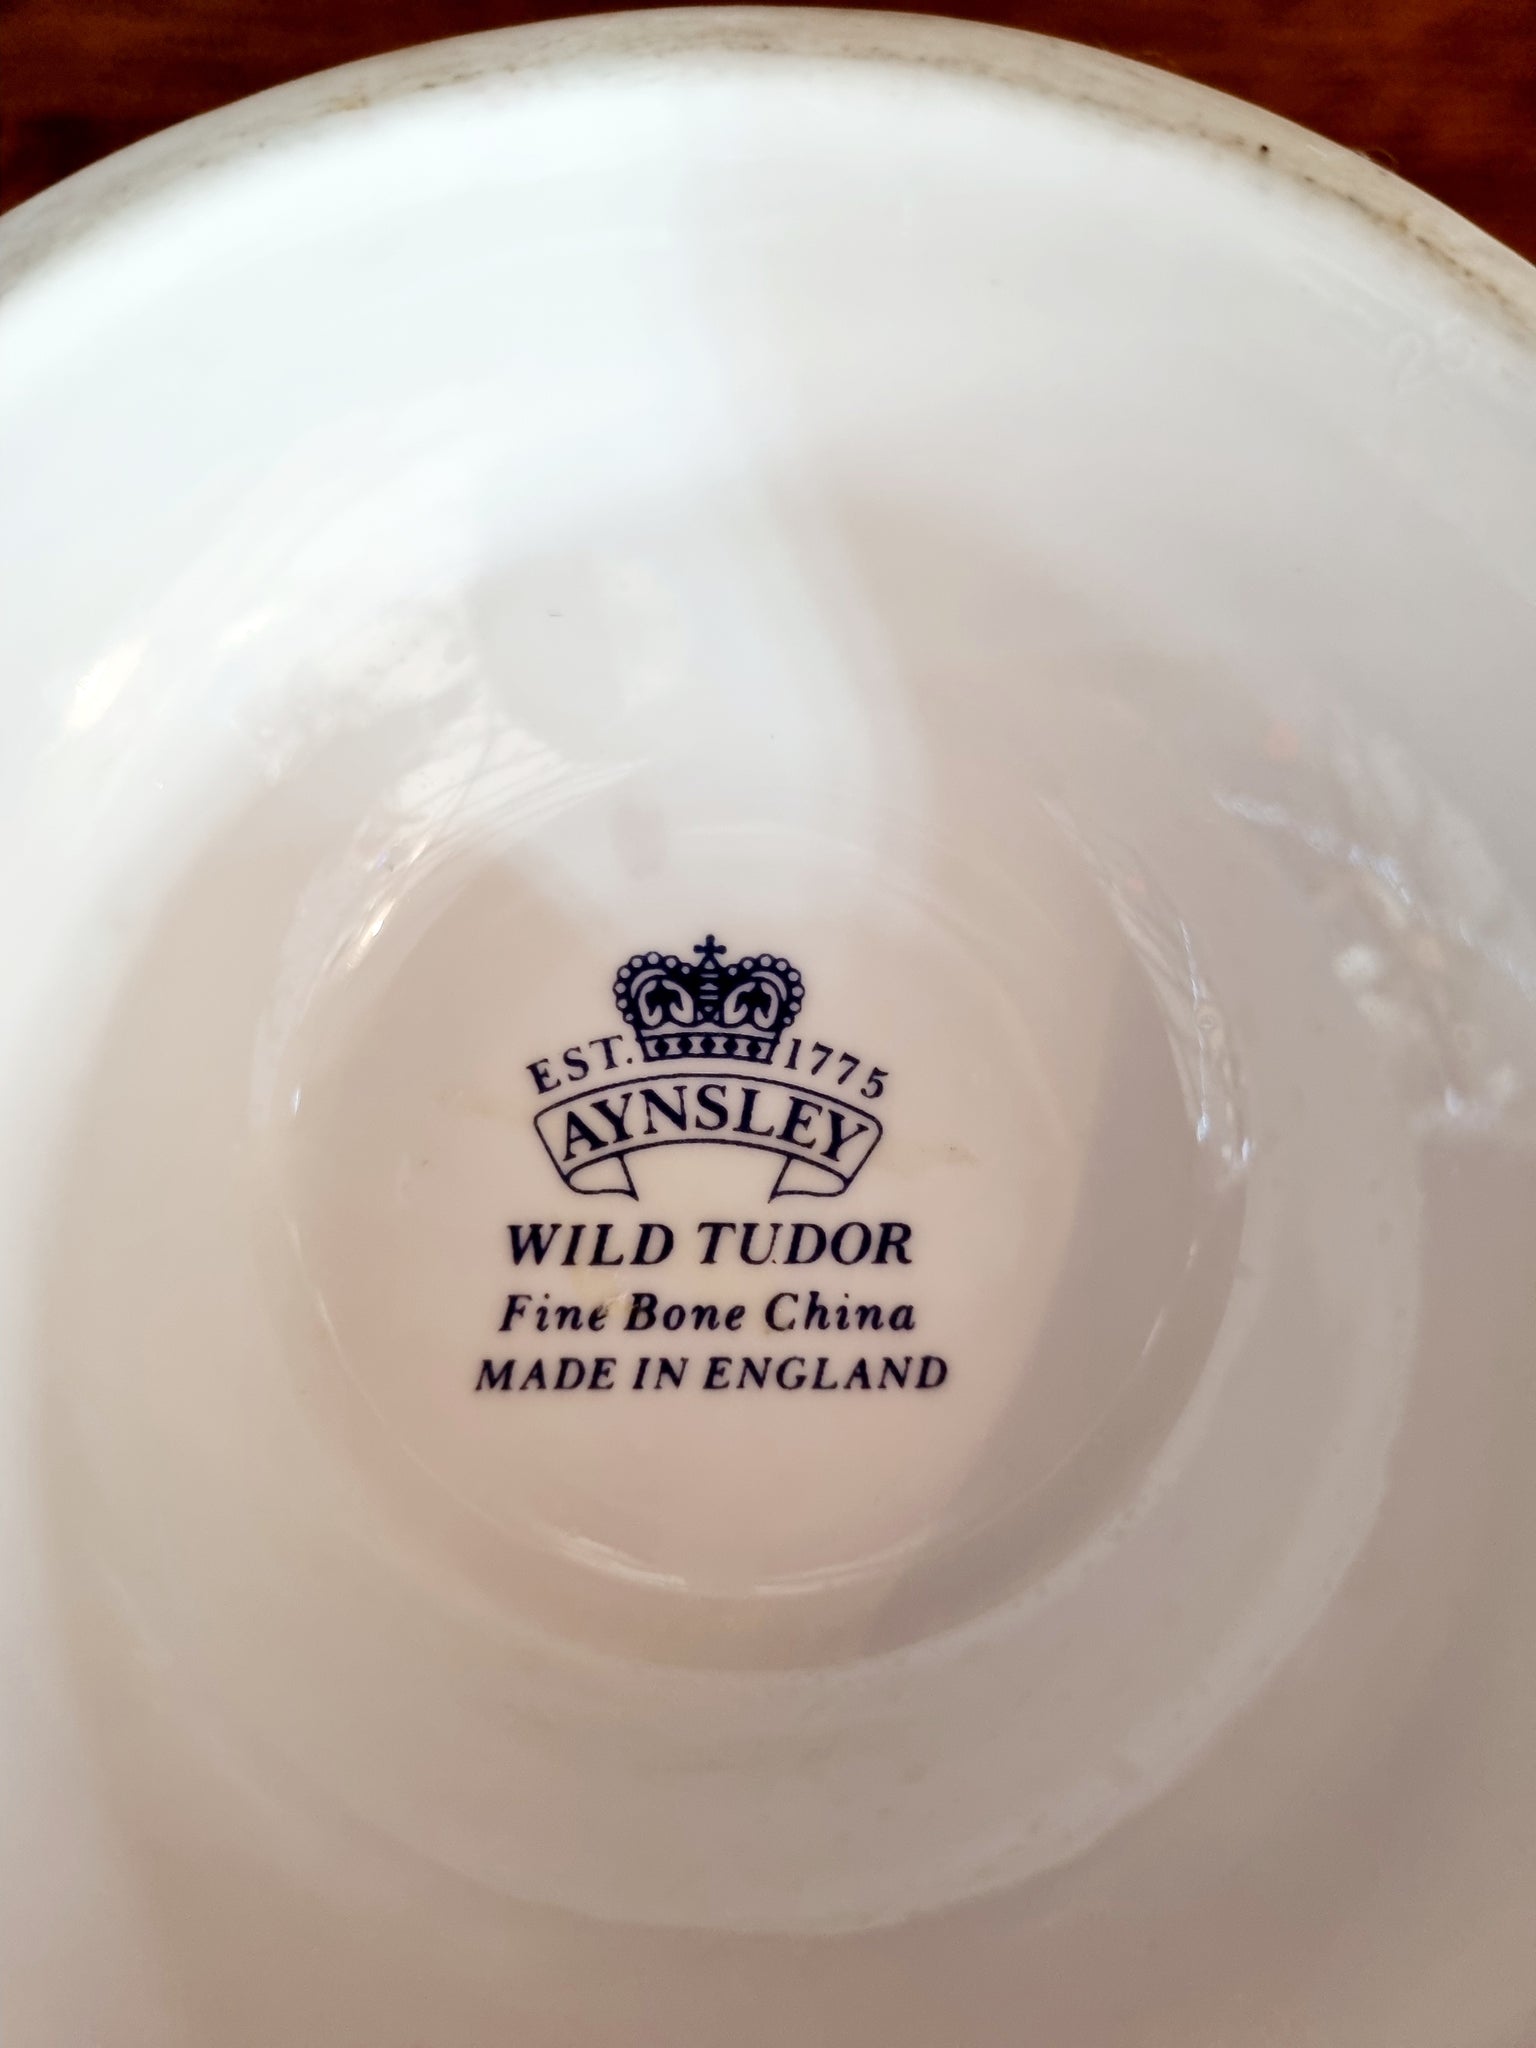 EST. 1775
AYNSLEY
WILD TUDOR
Fine Bone China
MADE IN ENGLAND